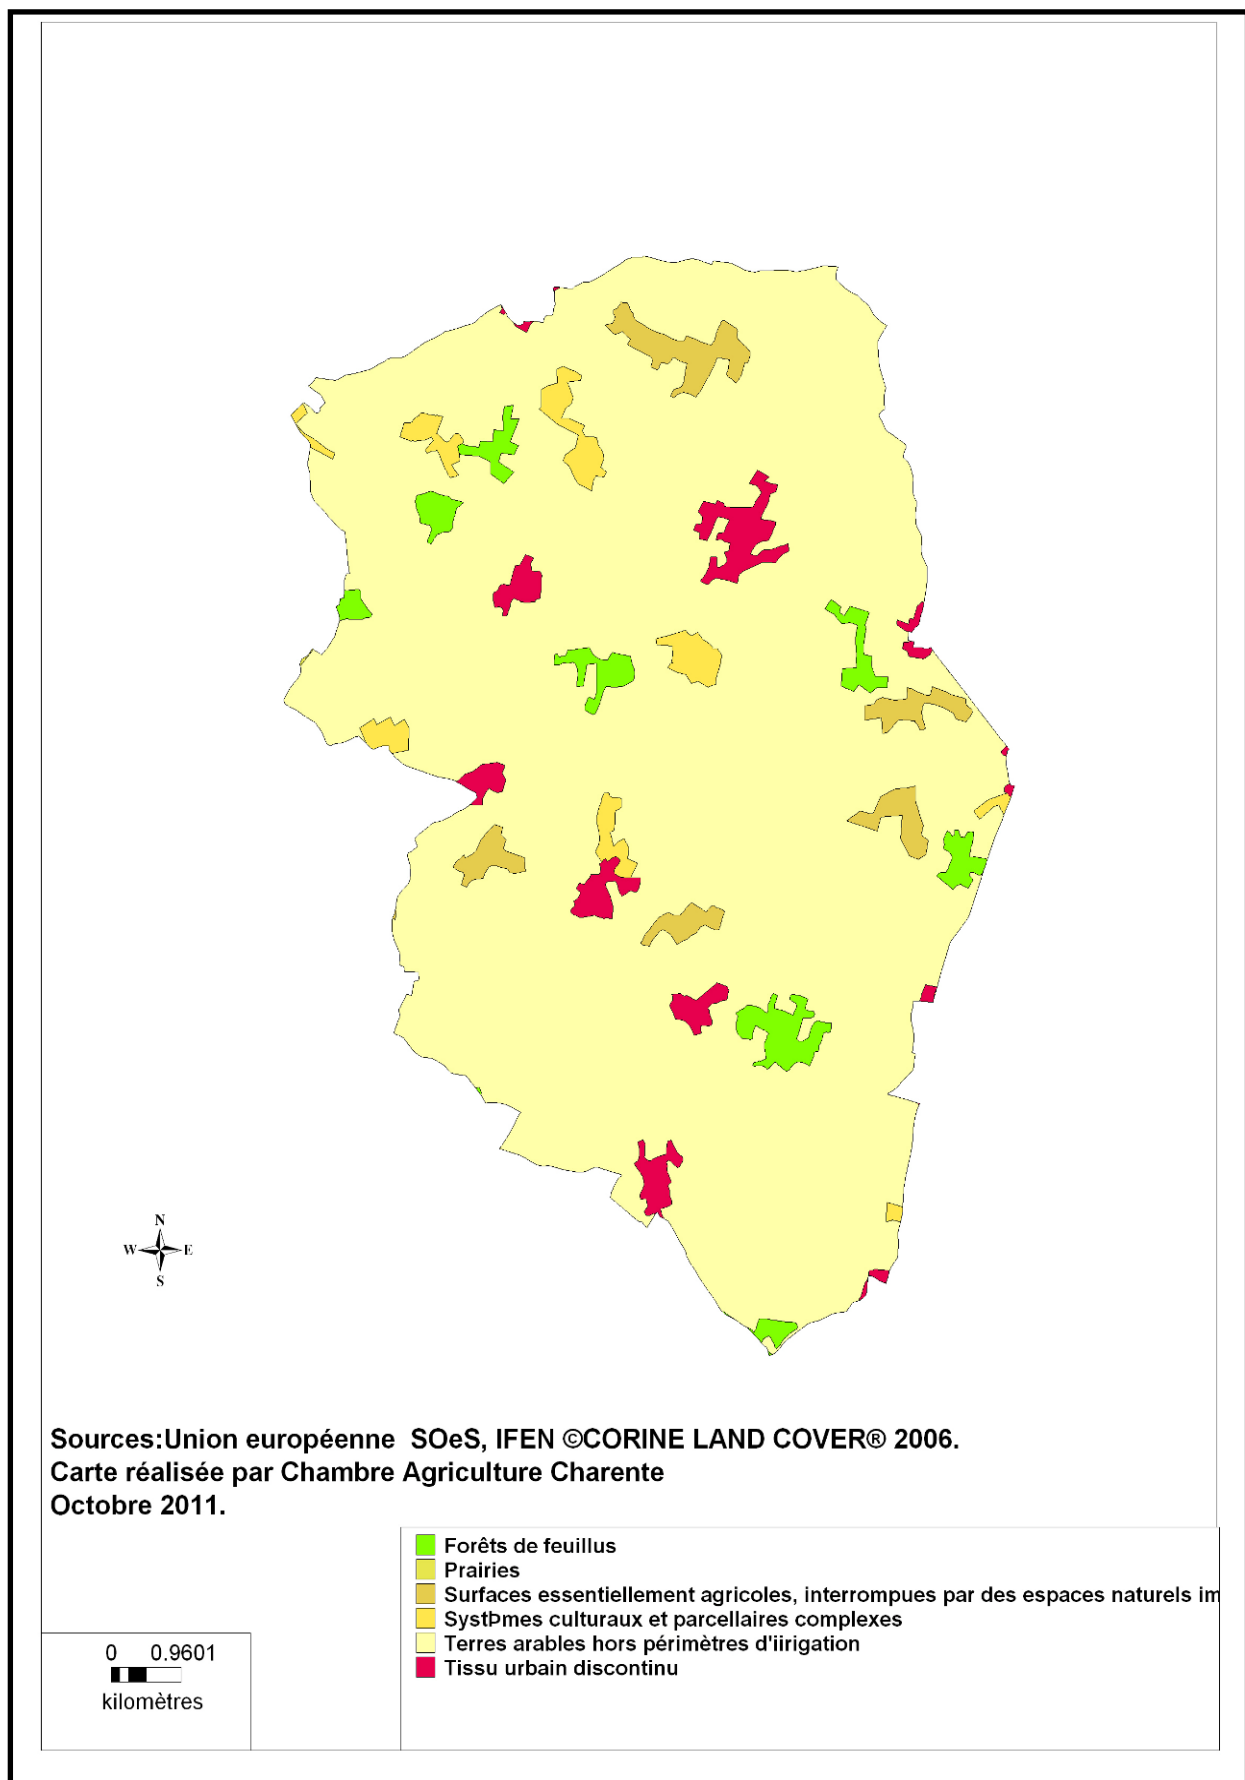 N
W E
S
Sources:Union européenne SOeS, IFEN ©CORINE LAND COVER® 2006.
Carte réalisée par Chambre Agriculture Charente
Octobre 2011.
Forêts de feuillus
Prairies
Surfaces essentiellement agricoles, interrompues par des espaces naturels im
SystÞmes culturaux et parcellaires complexes
Terres arables hors périmètres d'iirigation
Tissu urbain discontinu
0 0.9601
kilomètres